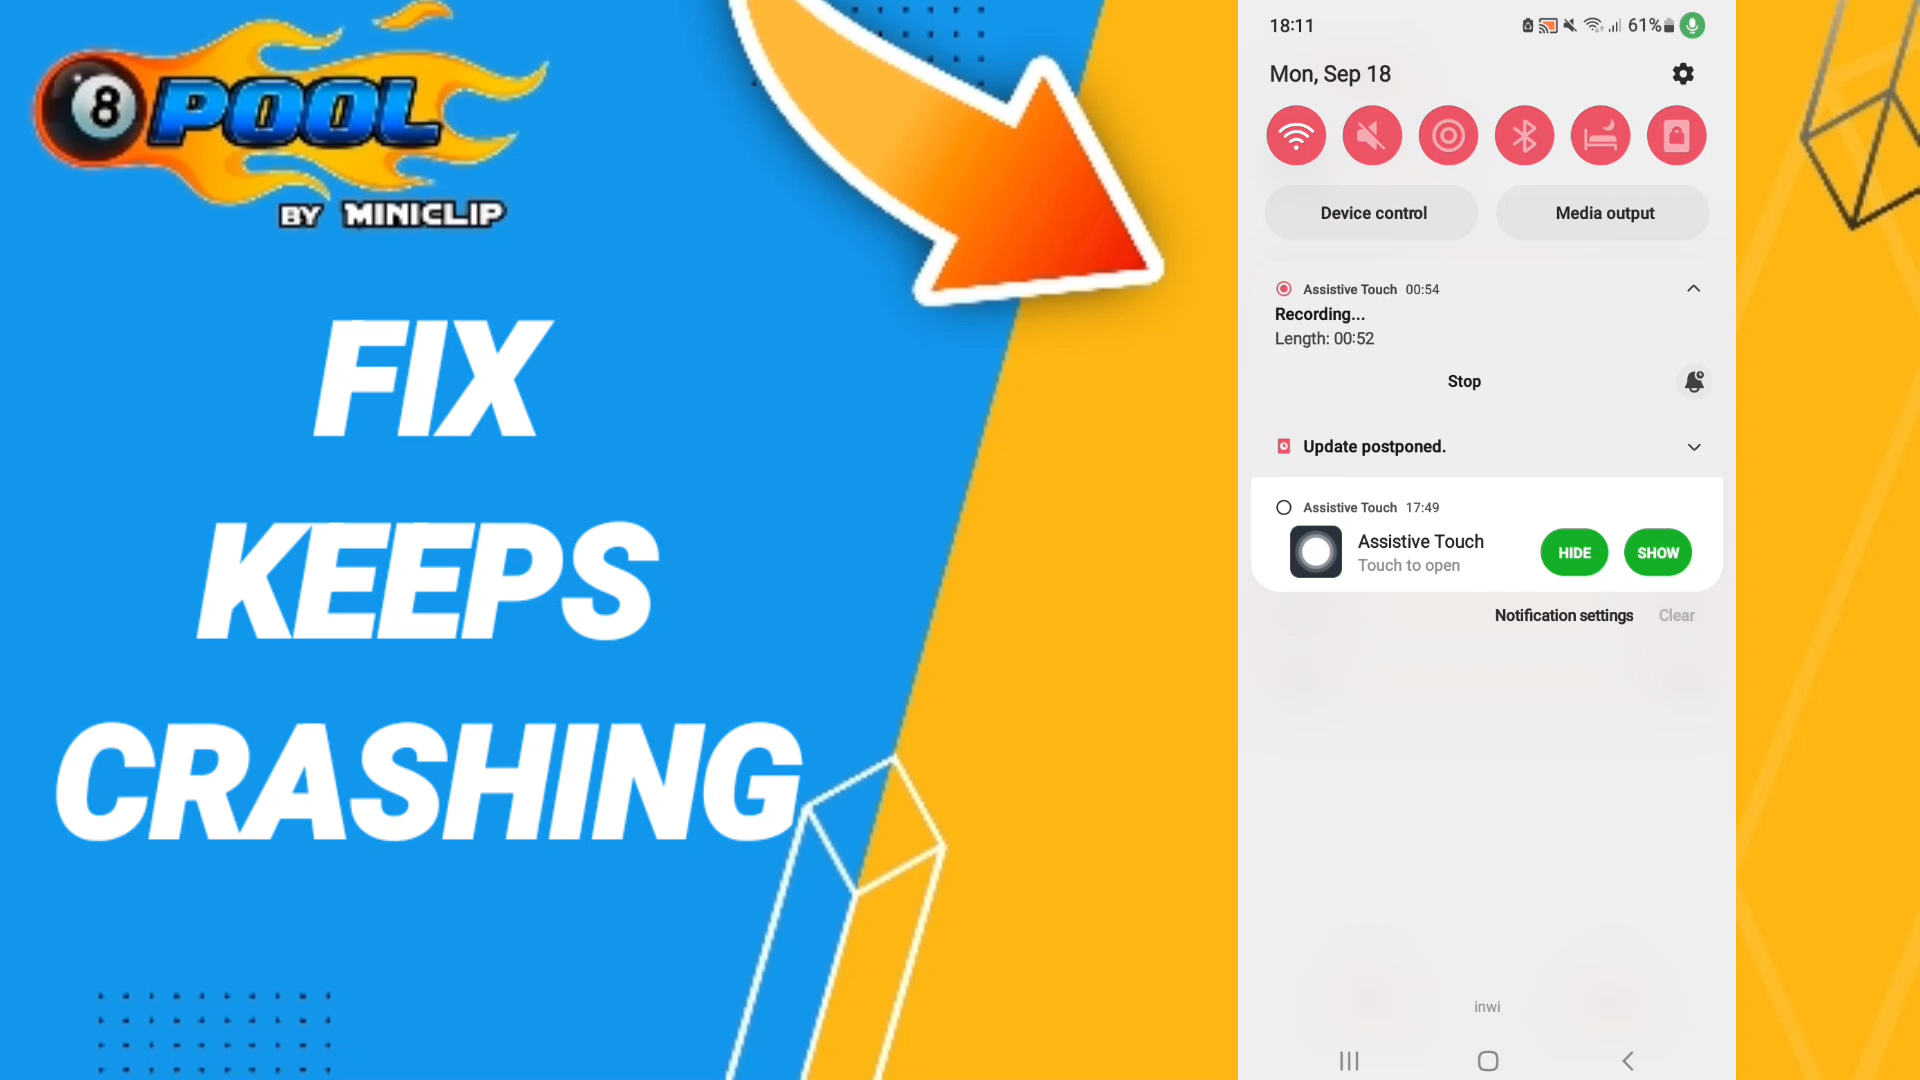 8 POOL
BY MINICLIP
FIX
KEEPS
CRASHING
18:11
61%
Mon, Sep 18
Device control
Media output
Assistive Touch 00:54
Recording...
Length: 00:52
Stop
Update postponed.
Assistive Touch 17:49
Assistive Touch
Touch to open
HIDE
SHOW
Notification settings
Clear
inwi